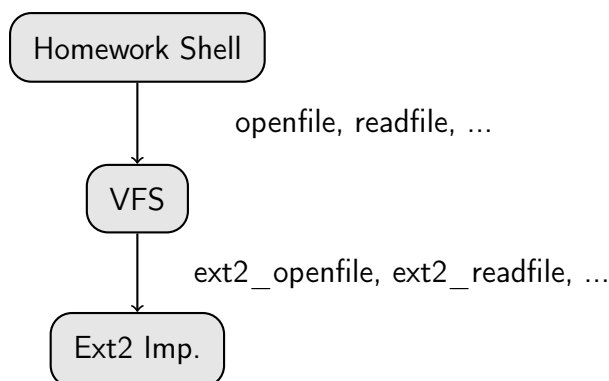 Homework Shell
openfile, readfile, ...
VFS
ext2_openfile, ext2_readfile, ...
Ext2 Imp.